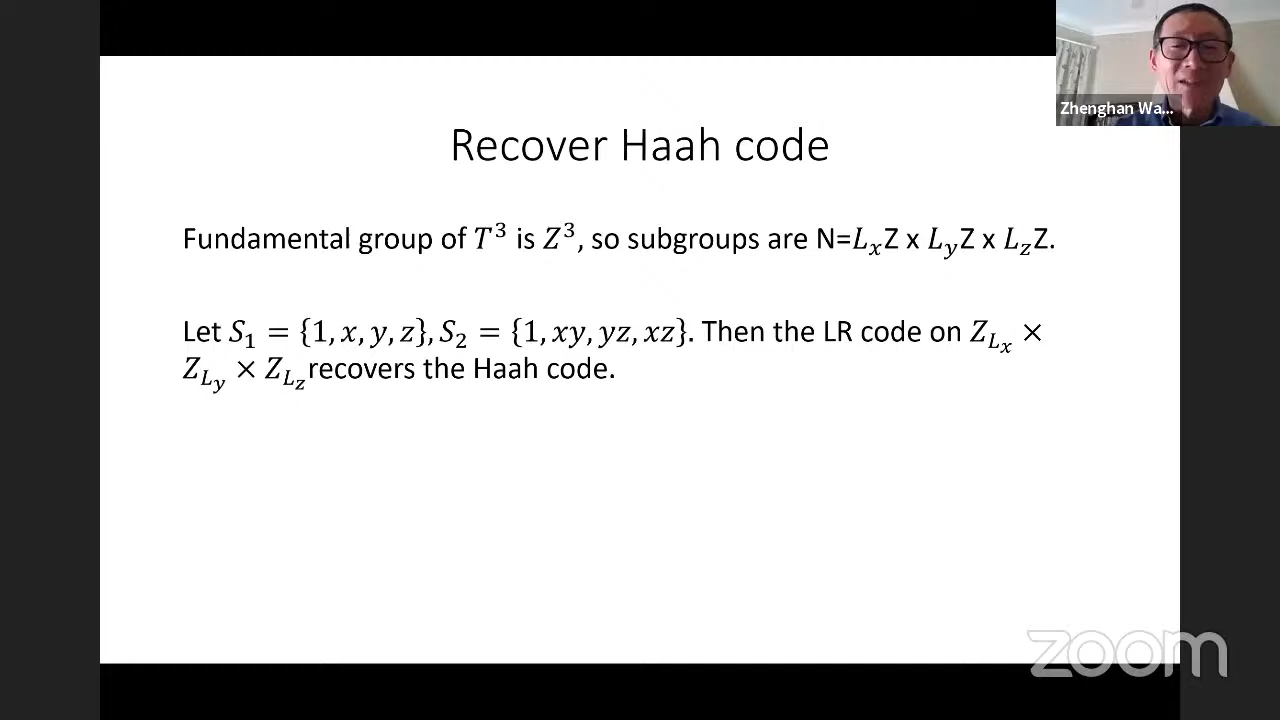 Zhenghan Wa...
Recover Haah code
Fundamental group of 𝑇³ is 𝑍³, so subgroups are N=𝐿ₓZ x 𝐿_𝑦Z x 𝐿_𝑧Z.
Let 𝑆₁ = {1, 𝑥, 𝑦, 𝑧}, 𝑆₂ = {1, 𝑥𝑦, 𝑦𝑧, 𝑥𝑧}. Then the LR code on 𝑍_{𝐿_𝑥} ×
𝑍_{𝐿_𝑦} × 𝑍_{𝐿_𝑧}recovers the Haah code.
zoom